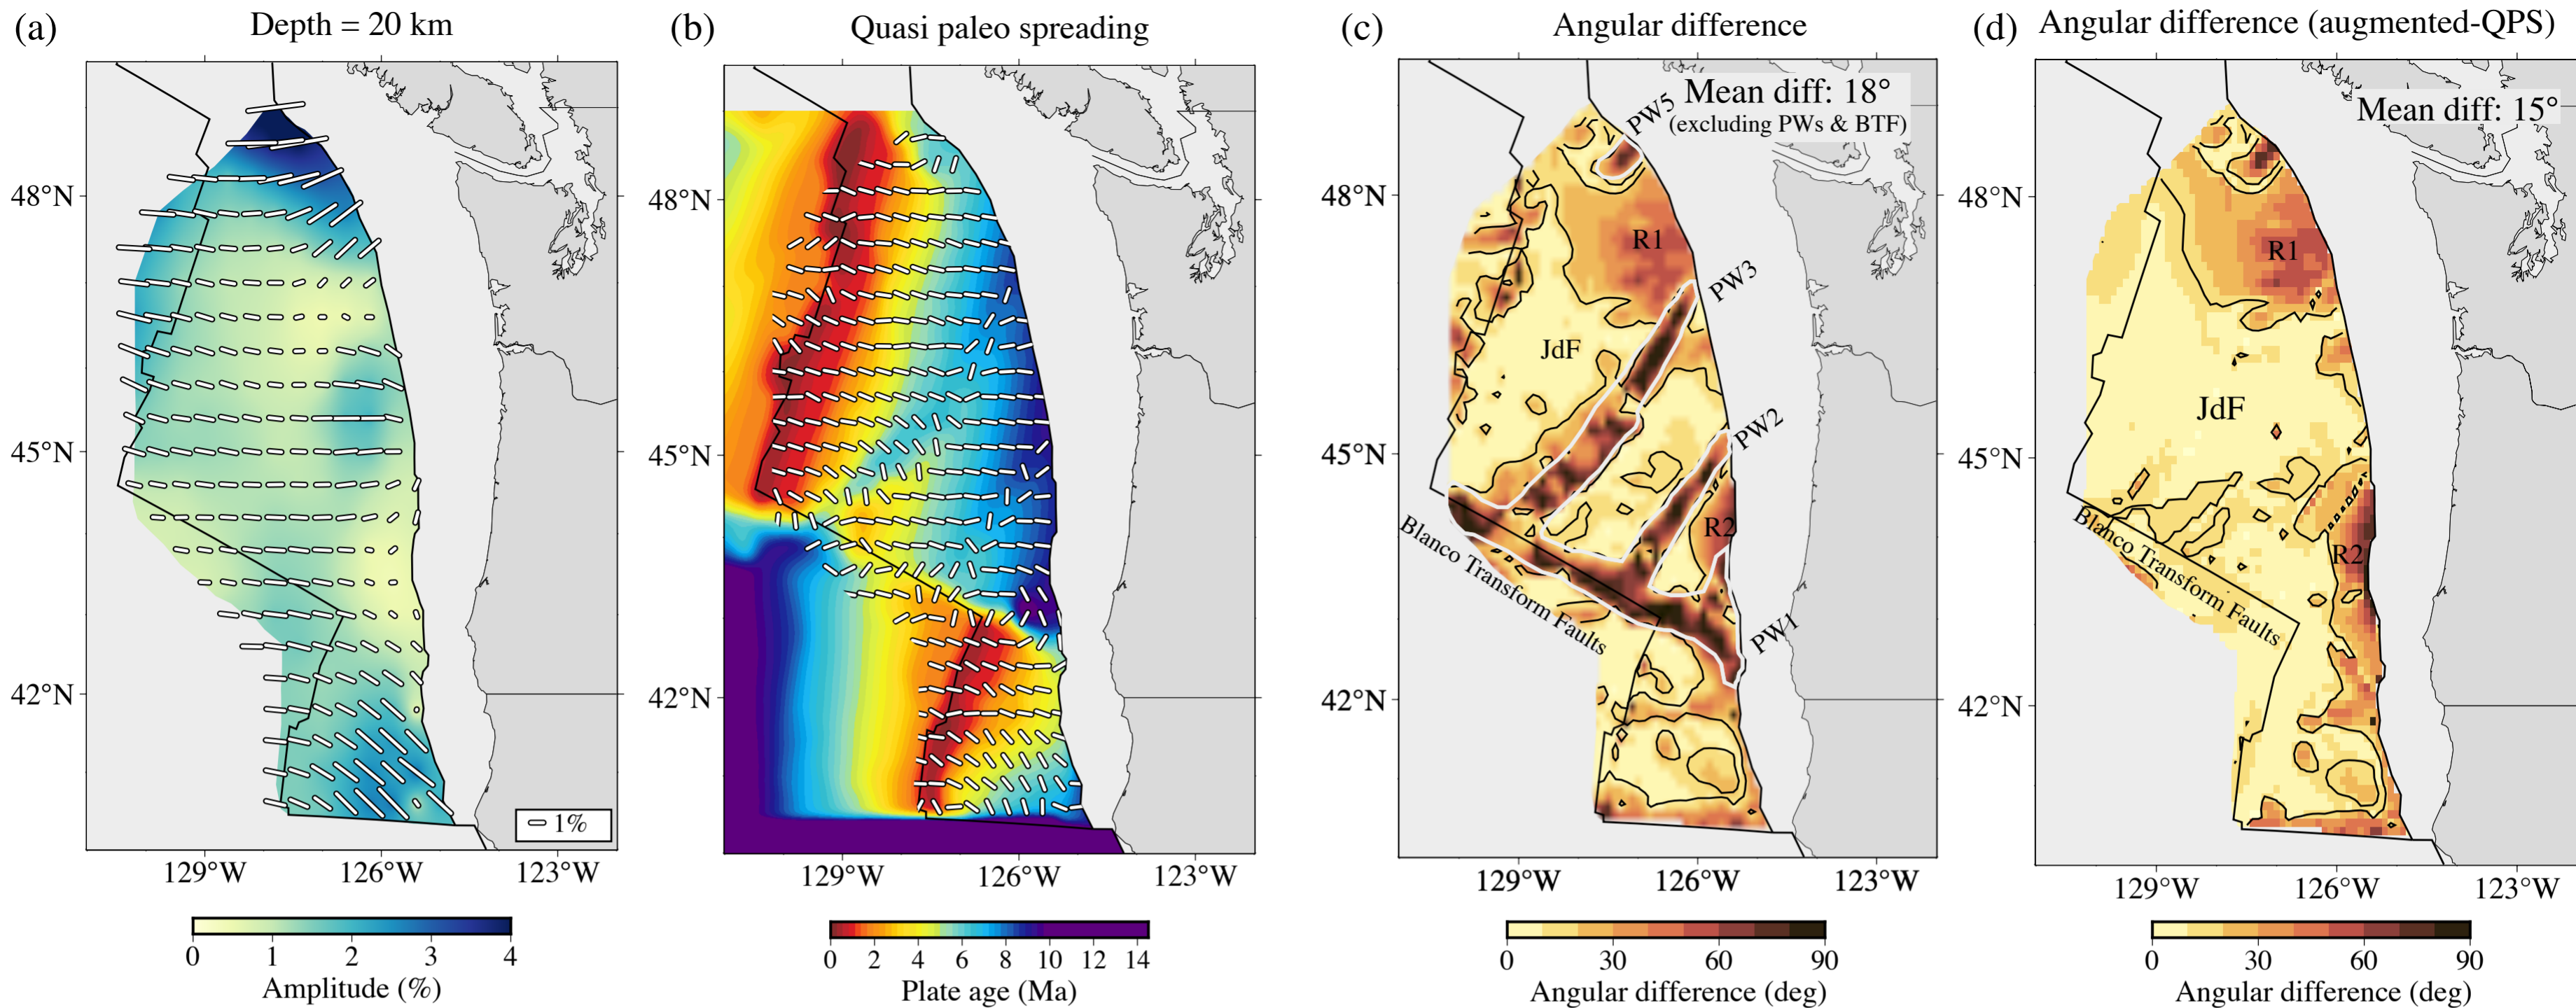 (a)
Depth = 20 km
48°N
45°N
42°N
1%
129°W 126°W 123°W
0 1 2 3 4
Amplitude (%)
(b)
Quasi paleo spreading
48°N
45°N
42°N
129°W 126°W 123°W
0 2 4 6 8 10 12 14
Plate age (Ma)
(c)
Angular difference
Mean diff: 18°
(excluding PWs & BTF)
PW5
48°N
R1
PW3
JdF
45°N
PW2
R2
Blanco Transform Faults
PW1
42°N
129°W 126°W 123°W
0 30 60 90
Angular difference (deg)
(d)
Angular difference (augmented-QPS)
Mean diff: 15°
48°N
R1
JdF
45°N
R2
Blanco Transform Faults
42°N
129°W 126°W 123°W
0 30 60 90
Angular difference (deg)